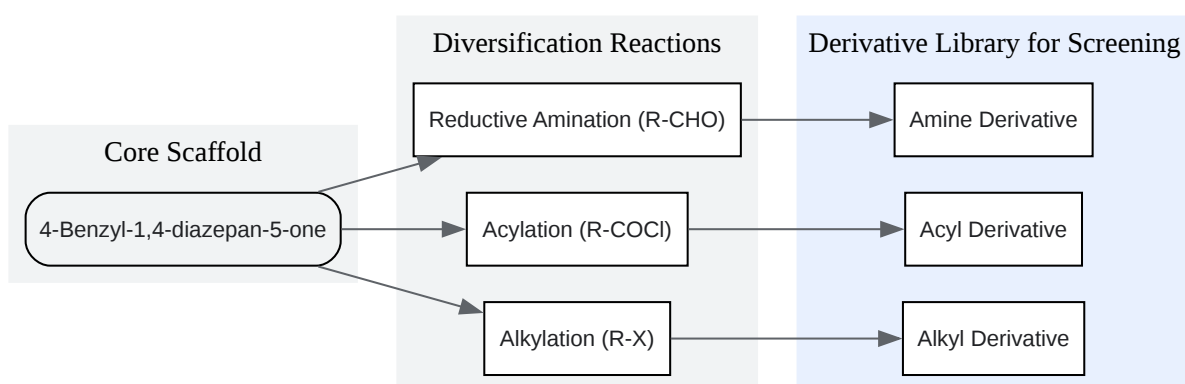 Core Scaffold
4-Benzyl-1,4-diazepan-5-one
Diversification Reactions
Reductive Amination (R-CHO)
Acylation (R-COCl)
Alkylation (R-X)
Derivative Library for Screening
Amine Derivative
Acyl Derivative
Alkyl Derivative